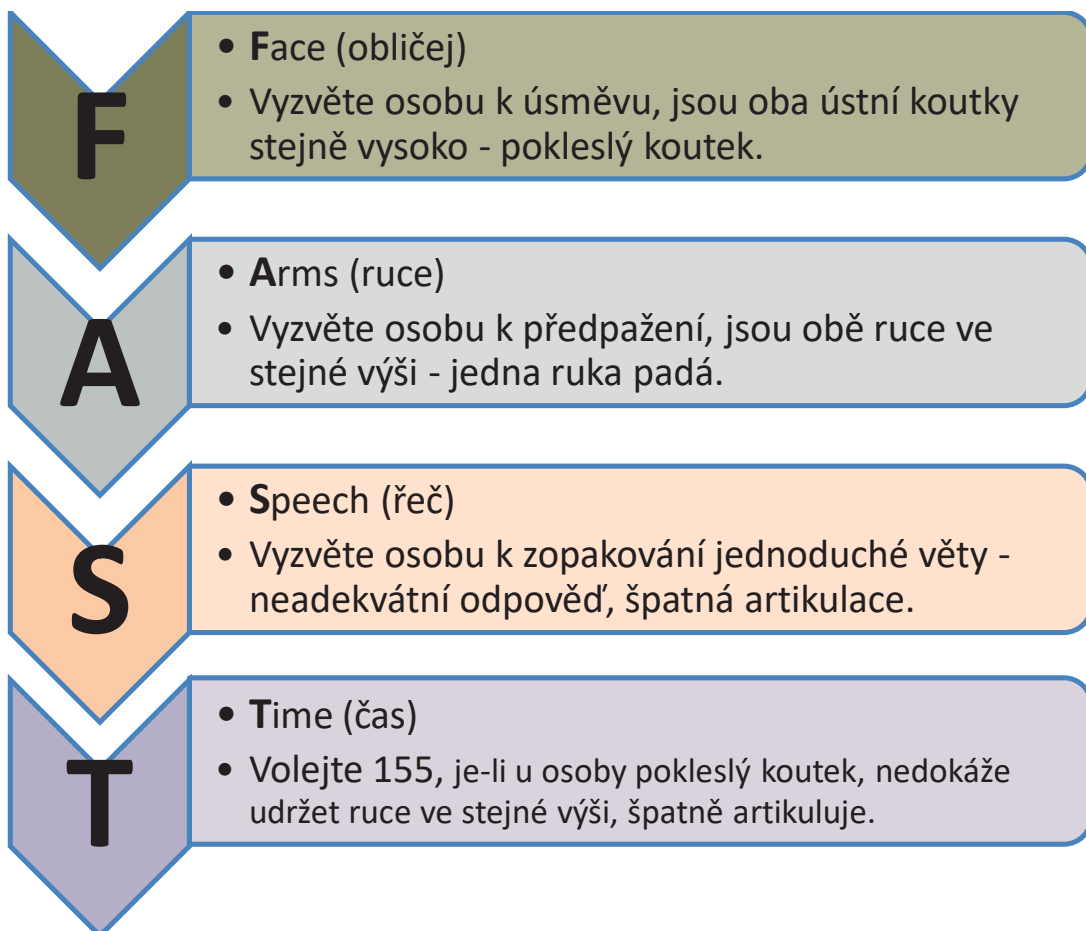 F
• Face (obličej)
• Vyzvěte osobu k úsměvu, jsou oba ústní koutky
stejně vysoko - pokleslý koutek.
A
• Arms (ruce)
• Vyzvěte osobu k předpažení, jsou obě ruce ve
stejné výši - jedna ruka padá.
S
• Speech (řeč)
• Vyzvěte osobu k zopakování jednoduché věty -
neadekvátní odpověď, špatná artikulace.
T
• Time (čas)
• Volejte 155, je-li u osoby pokleslý koutek, nedokáže
udržet ruce ve stejné výši, špatně artikuluje.